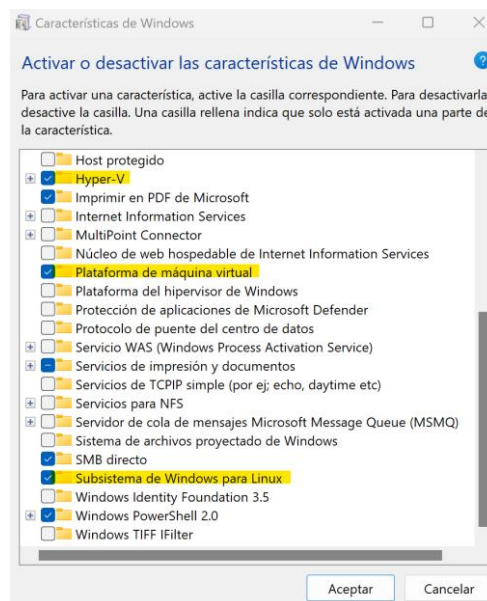 Características de Windows
Activar o desactivar las características de Windows
?
Para activar una característica, active la casilla correspondiente. Para desactivarla
desactive la casilla. Una casilla rellena indica que solo está activada una parte de
la característica.
Host protegido
Hyper-V
Imprimir en PDF de Microsoft
Internet Information Services
MultiPoint Connector
Núcleo de web hospedable de Internet Information Services
Plataforma de máquina virtual
Plataforma del hipervisor de Windows
Protección de aplicaciones de Microsoft Defender
Protocolo de puente del centro de datos
Servicio WAS (Windows Process Activation Service)
Servicios de impresión y documentos
Servicios de TCPIP simple (por ej; echo, daytime etc)
Servicios para NFS
Servidor de cola de mensajes Microsoft Message Queue (MSMQ)
Sistema de archivos proyectado de Windows
SMB directo
Subsistema de Windows para Linux
Windows Identity Foundation 3.5
Windows PowerShell 2.0
Windows TIFF IFilter
Aceptar
Cancelar